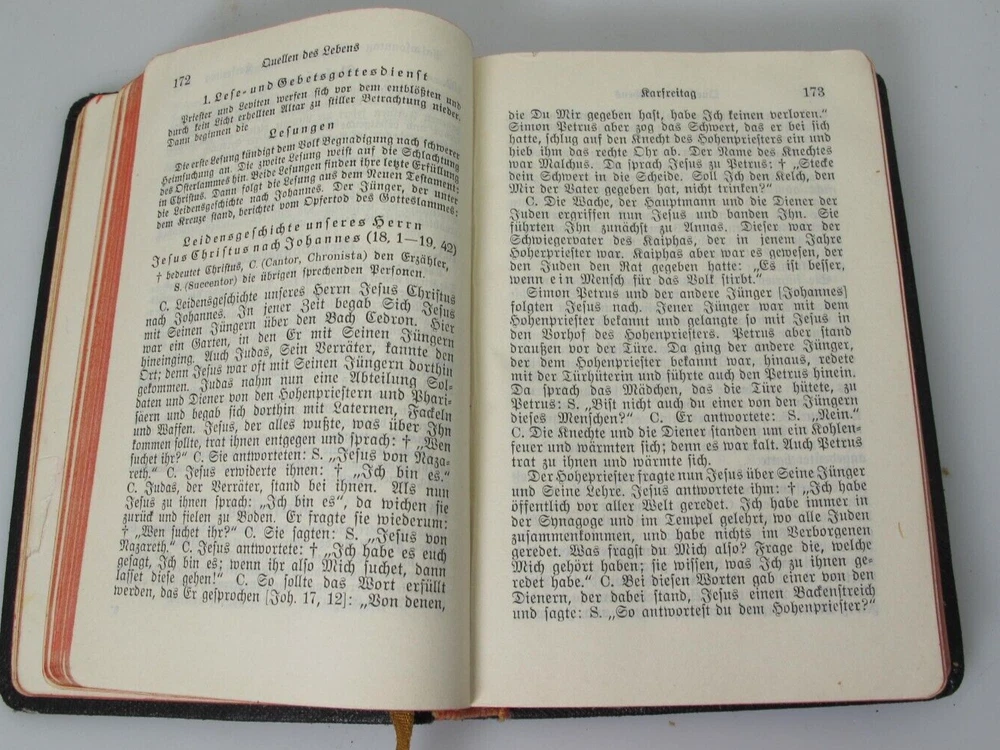 172
Quellen des Lebens
1. Lese- und Gebetsgottesdienst
Priester und Leviten werfen sich vor dem entblößten und
durch kein Licht erhellten Altar zu stiller Betrachtung nieder.
Dann beginnen die
Lesungen
Die erste Lesung kündigt dem Volk Begnadigung nach schwerer
Heimsuchung an. Die zweite Lesung weist auf die Schlachtung
des Osterlammes hin. Beide Lesungen finden ihre letzte Erfüllung
in Christus. Dann folgt die Lesung aus dem Neuen Testament:
die Leidensgeschichte nach Johannes. Der Jünger, der unter
dem Kreuze stand, berichtet vom Opfertod des Gotteslammes:
Leidensgeschichte unseres Herrn
Jesus Christus nach Johannes (18, 1—19, 42)
† bedeutet Christus, C. (Cantor, Chronista) den Erzähler,
S. (Succentor) die übrigen sprechenden Personen.
C. Leidensgeschichte unseres Herrn Jesus Christus
nach Johannes. In jener Zeit begab Sich Jesus
mit Seinen Jüngern über den Bach Cedron. Hier
war ein Garten, in den Er mit Seinen Jüngern
hineinging. Auch Judas, Sein Verräter, kannte den
Ort; denn Jesus war oft mit Seinen Jüngern dorthin
gekommen. Judas nahm nun eine Abteilung Sol-
daten und Diener von den Hohenpriestern und Phari-
säern und begab sich dorthin mit Laternen, Fackeln
und Waffen. Jesus, der alles wußte, was über Ihn
kommen sollte, trat ihnen entgegen und sprach: † „Wen
suchet ihr?“ C. Sie antworteten: S. „Jesus von Naza-
reth.“ C. Jesus erwiderte ihnen: † „Ich bin es.“
C. Judas, der Verräter, stand bei ihnen. Als nun
Jesus zu ihnen sprach: „Ich bin es“, da wichen sie
zurück und fielen zu Boden. Er fragte sie wiederum:
† „Wen suchet ihr?“ C. Sie sagten: S. „Jesus von
Nazareth.“ C. Jesus antwortete: † „Ich habe es euch
gesagt, Ich bin es; wenn ihr also Mich suchet, dann
lasset diese gehen!“ C. So sollte das Wort erfüllt
werden, das Er gesprochen [Joh. 17, 12]: „Von denen,
Karfreitag
173
die Du Mir gegeben hast, habe Ich keinen verloren.“
Simon Petrus aber zog das Schwert, das er bei sich
hatte, schlug auf den Knecht des Hohenpriesters ein und
hieb ihm das rechte Ohr ab. Der Name des Knechtes
war Malchus. Da sprach Jesus zu Petrus: † „Stecke
dein Schwert in die Scheide. Soll Ich den Kelch, den
Mir der Vater gegeben hat, nicht trinken?“
C. Die Wache, der Hauptmann und die Diener der
Juden ergriffen nun Jesus und banden Ihn. Sie
führten Ihn zunächst zu Annas. Dieser war der
Schwiegervater des Kaiphas, der in jenem Jahre
Hoherpriester war. Kaiphas aber war es gewesen, der
den Juden den Rat gegeben hatte: „Es ist besser,
wenn ein Mensch für das Volk stirbt.“
Simon Petrus und der andere Jünger [Johannes]
folgten Jesus nach. Jener Jünger war mit dem
Hohenpriester bekannt und gelangte so mit Jesus in
den Vorhof des Hohenpriesters. Petrus aber stand
draußen vor der Türe. Da ging der andere Jünger,
der dem Hohenpriester bekannt war, hinaus, redete
mit der Türhüterin und führte auch den Petrus hinein.
Da sprach das Mädchen, das die Türe hütete, zu
Petrus: S. „Bist nicht auch du einer von den Jüngern
dieses Menschen?“ C. Er antwortete: S. „Nein.“
C. Die Knechte und die Diener standen um ein Kohlen-
feuer und wärmten sich; denn es war kalt. Auch Petrus
trat zu ihnen und wärmte sich.
Der Hohepriester fragte nun Jesus über Seine Jünger
und Seine Lehre. Jesus antwortete ihm: † „Ich habe
öffentlich vor aller Welt geredet. Ich habe immer in
der Synagoge und im Tempel gelehrt, wo alle Juden
zusammenkommen, und habe nichts im Verborgenen
geredet. Was fragst du Mich also? Frage die, welche
Mich gehört haben; sie wissen, was Ich zu ihnen ge-
redet habe.“ C. Bei diesen Worten gab einer von den
Dienern, der dabei stand, Jesus einen Backenstreich
und sagte: S. „So antwortest du dem Hohenpriester?“